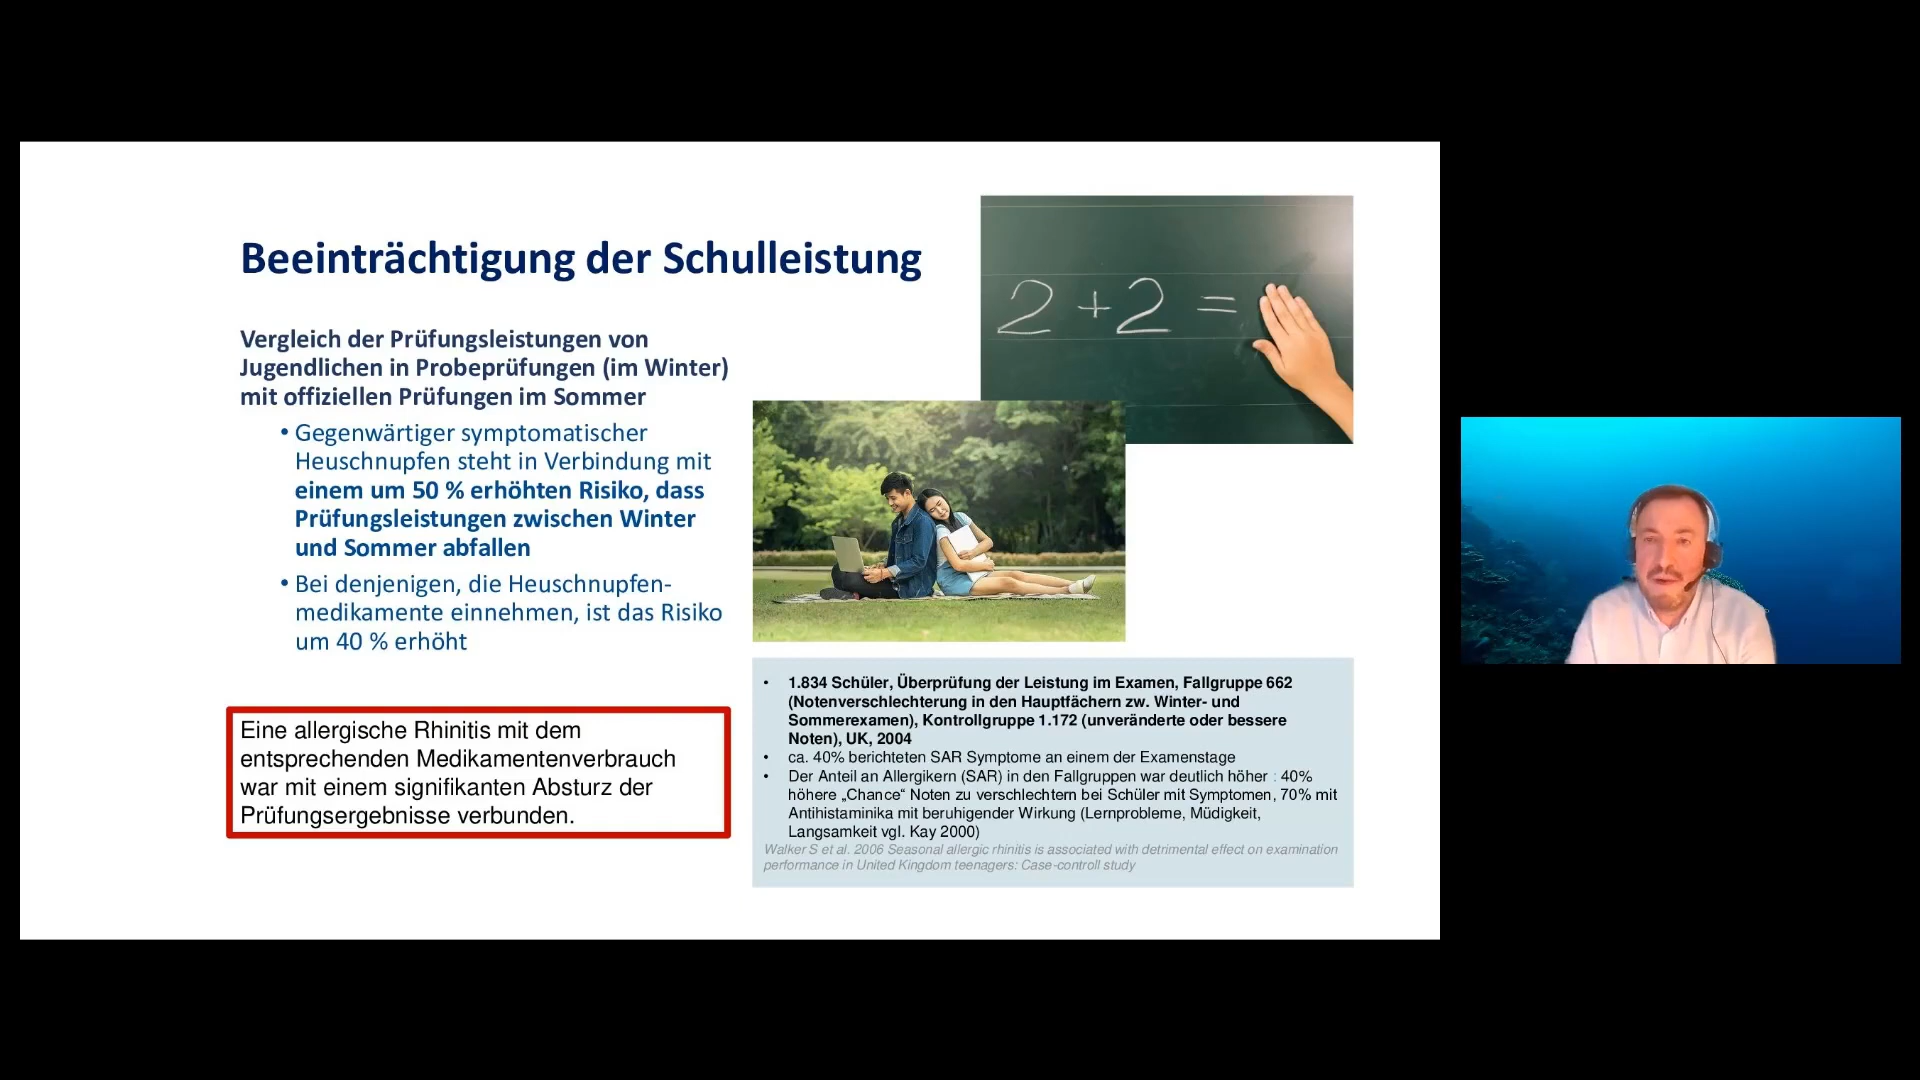 Beeinträchtigung der Schulleistung
2 + 2 =
Vergleich der Prüfungsleistungen von
Jugendlichen in Probeprüfungen (im Winter)
mit offiziellen Prüfungen im Sommer
• Gegenwärtiger symptomatischer
Heuschnupfen steht in Verbindung mit
einem um 50 % erhöhten Risiko, dass
Prüfungsleistungen zwischen Winter
und Sommer abfallen
• Bei denjenigen, die Heuschnupfen-
medikamente einnehmen, ist das Risiko
um 40 % erhöht
Eine allergische Rhinitis mit dem
entsprechenden Medikamentenverbrauch
war mit einem signifikanten Absturz der
Prüfungsergebnisse verbunden.
• 1.834 Schüler, Überprüfung der Leistung im Examen, Fallgruppe 662
(Notenverschlechterung in den Hauptfächern zw. Winter- und
Sommerexamen), Kontrollgruppe 1.172 (unveränderte oder bessere
Noten), UK, 2004
• ca. 40% berichteten SAR Symptome an einem der Examenstage
• Der Anteil an Allergikern (SAR) in den Fallgruppen war deutlich höher : 40%
höhere „Chance“ Noten zu verschlechtern bei Schüler mit Symptomen, 70% mit
Antihistaminika mit beruhigender Wirkung (Lernprobleme, Müdigkeit,
Langsamkeit vgl. Kay 2000)
Walker S et al. 2006 Seasonal allergic rhinitis is associated with detrimental effect on examination
performance in United Kingdom teenagers: Case-controll study